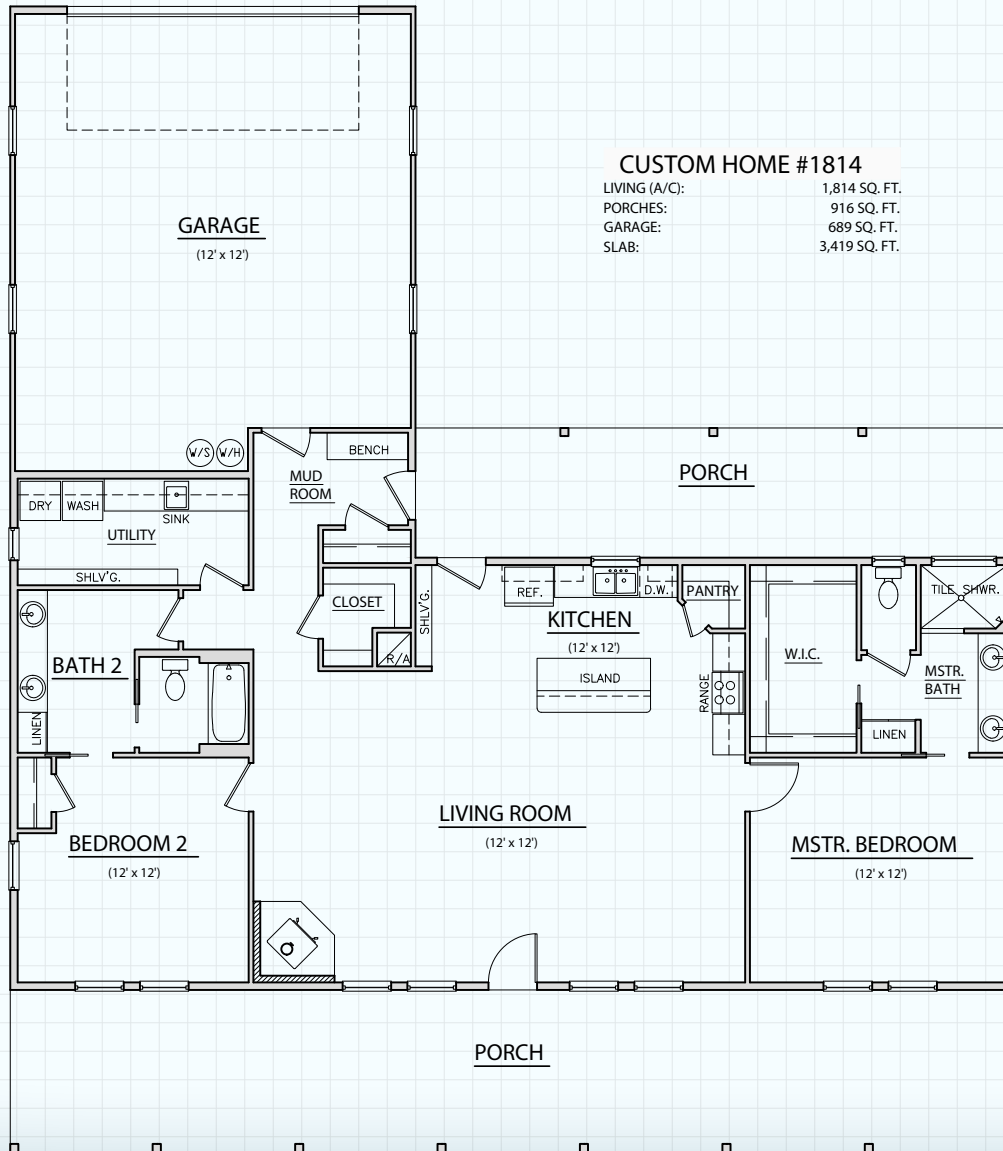 CUSTOM HOME #1814
LIVING (A/C): 1,814 SQ. FT.
PORCHES: 916 SQ. FT.
GARAGE: 689 SQ. FT.
SLAB: 3,419 SQ. FT.
GARAGE
(12' x 12')
W/S
W/H
BENCH
MUD
ROOM
PORCH
DRY
WASH
SINK
UTILITY
SHLV'G.
CLOSET
R/A
SHLV'G.
REF.
D.W.
PANTRY
KITCHEN
(12' x 12')
ISLAND
RANGE
W.I.C.
TILE SHWR.
MSTR.
BATH
LINEN
BATH 2
LINEN
LIVING ROOM
(12' x 12')
BEDROOM 2
(12' x 12')
MSTR. BEDROOM
(12' x 12')
PORCH